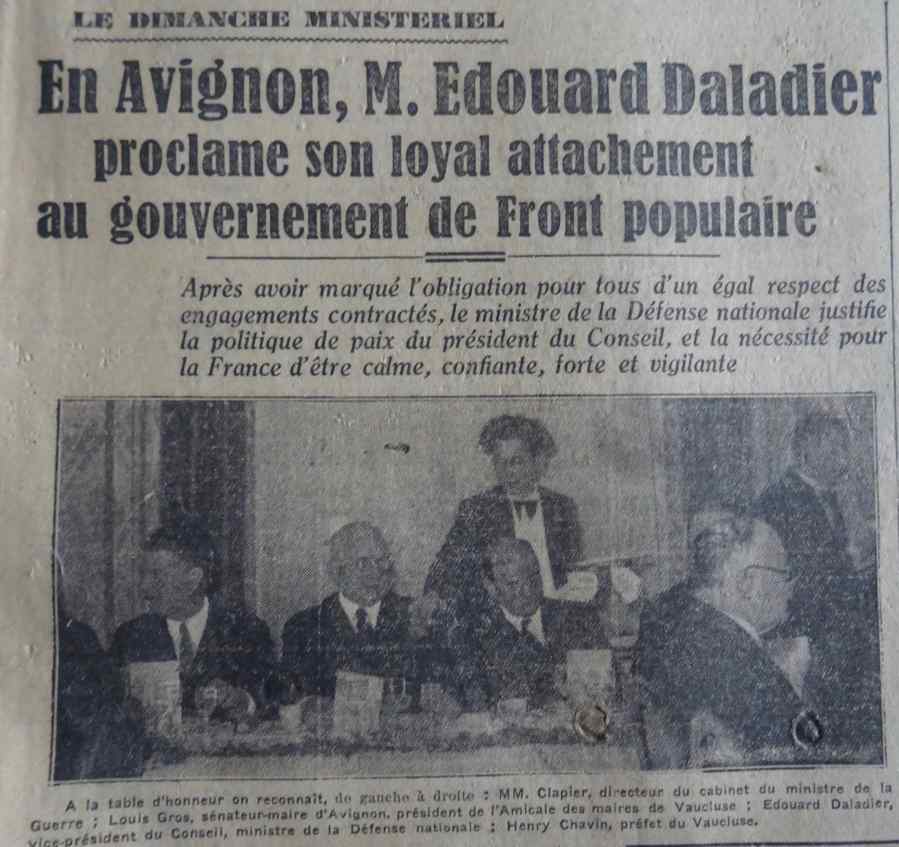 LE DIMANCHE MINISTERIEL
En Avignon, M. Edouard Daladier
proclame son loyal attachement
au gouvernement de Front populaire
Après avoir marqué l'obligation pour tous d'un égal respect des
engagements contractés, le ministre de la Défense nationale justifie
la politique de paix du président du Conseil, et la nécessité pour
la France d'être calme, confiante, forte et vigilante
A la table d'honneur on reconnaît, de gauche à droite : MM. Clapier, directeur du cabinet du ministre de la
Guerre ; Louis Gros, sénateur-maire d'Avignon, président de l'Amicale des maires de Vaucluse ; Edouard Daladier,
vice-président du Conseil, ministre de la Défense nationale ; Henry Chavin, préfet du Vaucluse.